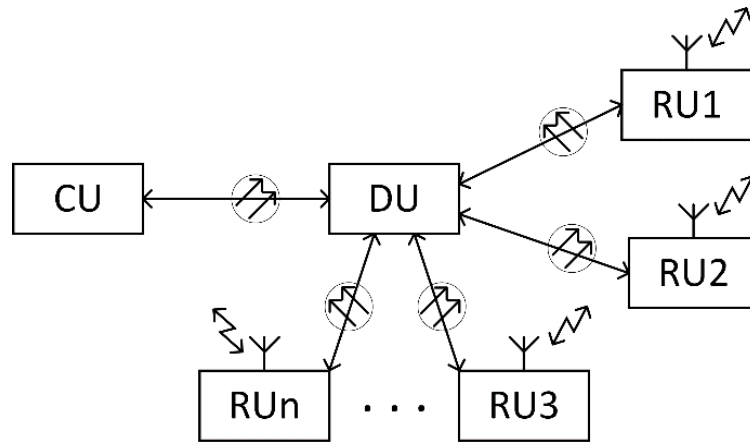 RU1
CU
DU
RU2
RUn
. . .
RU3